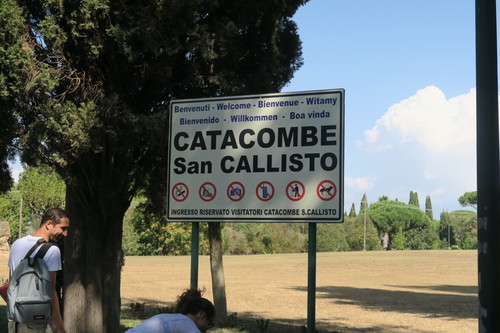 Benvenuti - Welcome - Bienvenue - Witamy
Bienvenido - Willkommen - Boa vinda
CATACOMBE
San CALLISTO
INGRESSO RISERVATO VISITATORI CATACOMBE S.CALLISTO